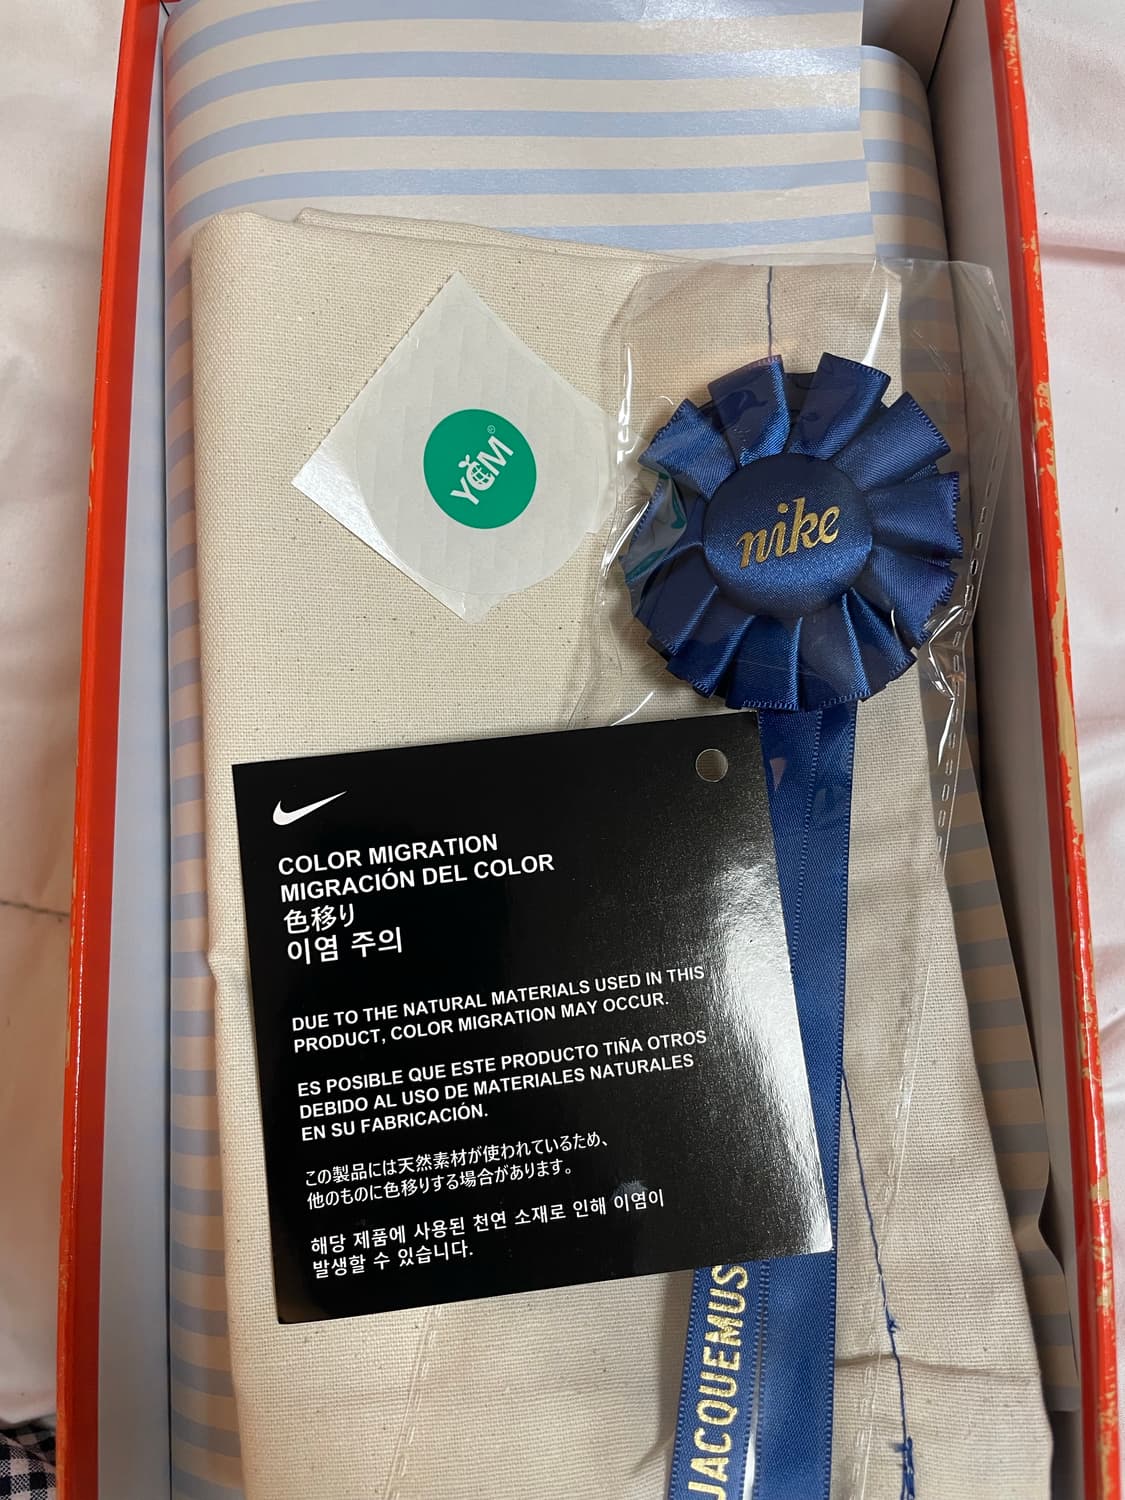 YCM
nike
COLOR MIGRATION
MIGRACIÓN DEL COLOR
色移り
이염 주의
DUE TO THE NATURAL MATERIALS USED IN THIS
PRODUCT, COLOR MIGRATION MAY OCCUR.
ES POSIBLE QUE ESTE PRODUCTO TIÑA OTROS
DEBIDO AL USO DE MATERIALES NATURALES
EN SU FABRICACIÓN.
この製品には天然素材が使われているため、
他のものに色移りする場合があります。
해당 제품에 사용된 천연 소재로 인해 이염이
발생할 수 있습니다.
JACQUEMUS